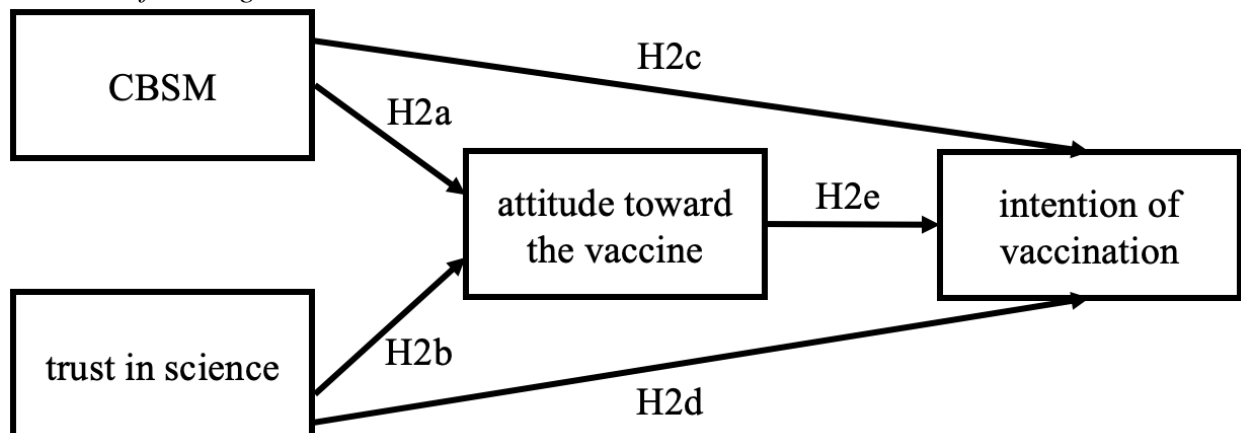 CBSM
H2c
H2a
attitude toward
the vaccine
H2e
intention of
vaccination
trust in science
H2b
H2d